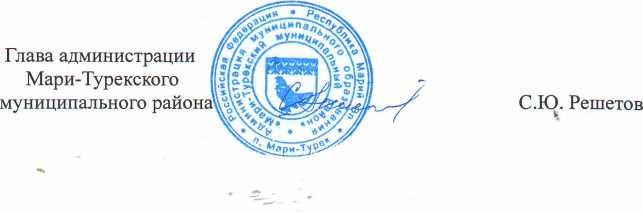 Глава администрации
Мари-Турекского
муниципального района
С.Ю. Решетов
Российская Федерация * Республика Марий Эл
* п. Мари-Турек *
Администрация муниципального образования
«Мари-Турекский муниципальный район»